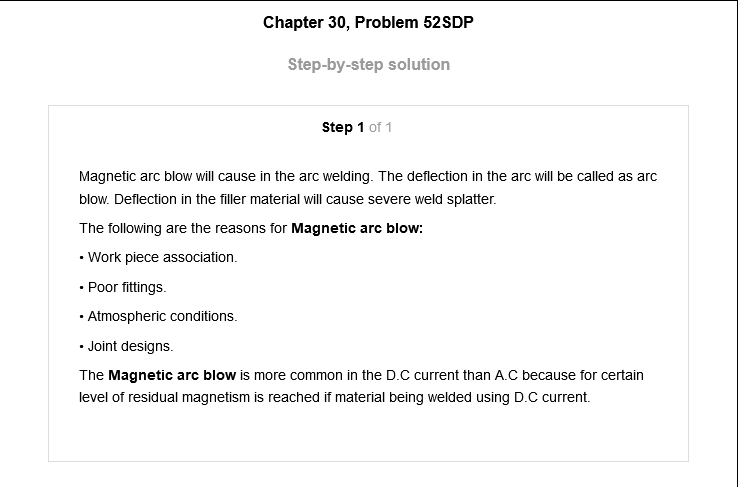 Chapter 30, Problem 52SDP
Step-by-step solution
Step 1 of 1
Magnetic arc blow will cause in the arc welding. The deflection in the arc will be called as arc
blow. Deflection in the filler material will cause severe weld splatter.
The following are the reasons for Magnetic arc blow:
• Work piece association.
• Poor fittings.
• Atmospheric conditions.
• Joint designs.
The Magnetic arc blow is more common in the D.C current than A.C because for certain
level of residual magnetism is reached if material being welded using D.C current.